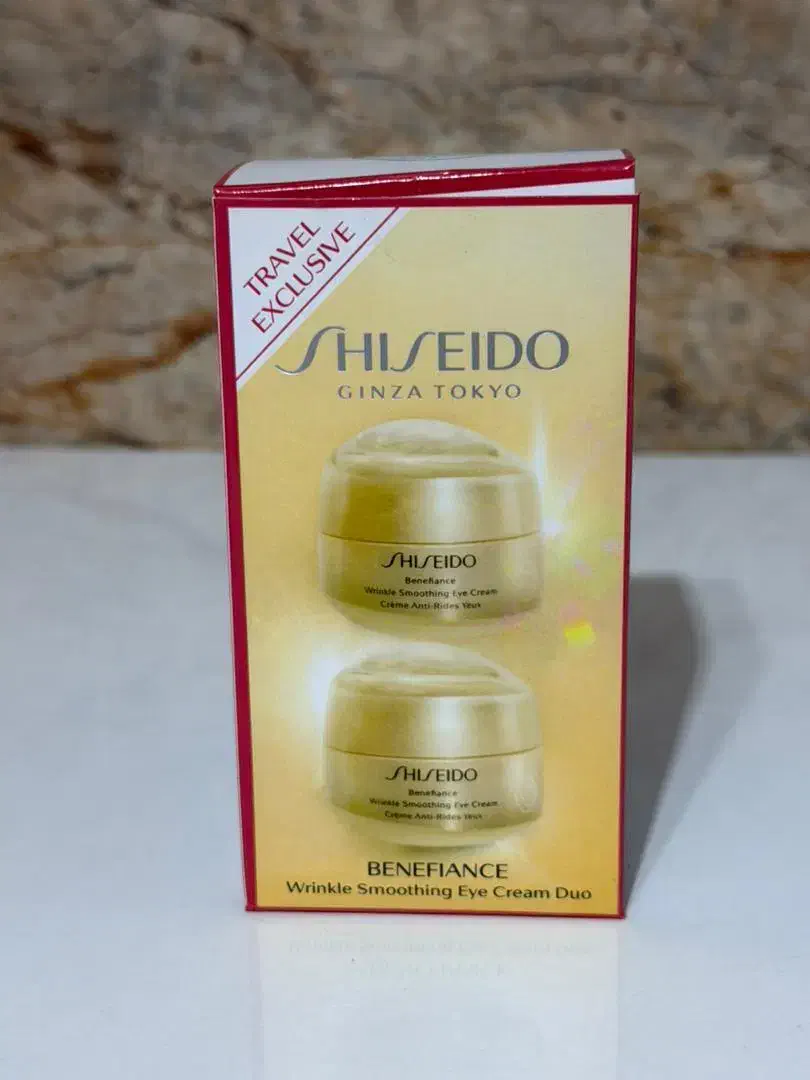 TRAVEL
EXCLUSIVE
SHISEIDO
GINZA TOKYO
SHISEIDO
Benefiance
Wrinkle Smoothing Eye Cream
Crème Anti-Rides Yeux
SHISEIDO
Benefiance
Wrinkle Smoothing Eye Cream
Crème Anti-Rides Yeux
BENEFIANCE
Wrinkle Smoothing Eye Cream Duo